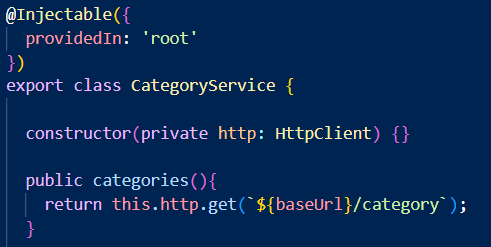 @Injectable({
  providedIn: 'root'
})
export class CategoryService {
  constructor(private http: HttpClient) {}
  public categories(){
    return this.http.get(`${baseUrl}/category`);
  }